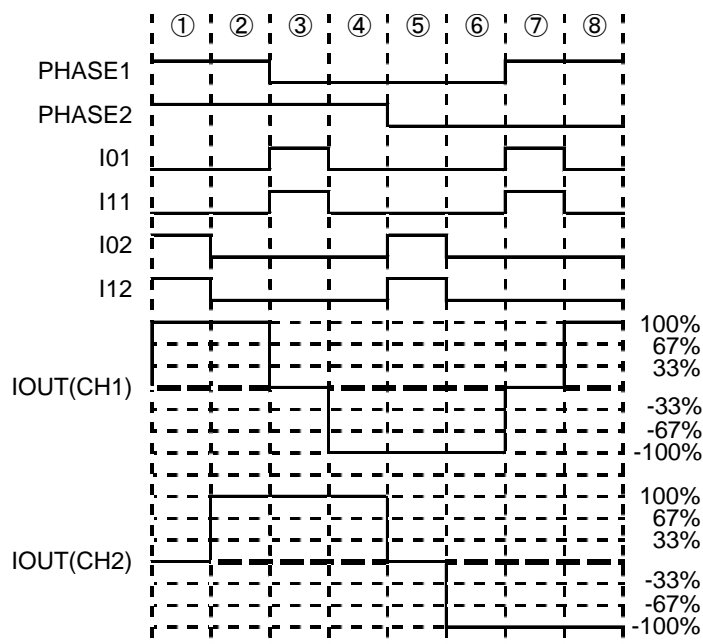 ① ② ③ ④ ⑤ ⑥ ⑦ ⑧
PHASE1
PHASE2
I01
I11
I02
I12
IOUT(CH1)
100%
67%
33%
-33%
-67%
-100%
IOUT(CH2)
100%
67%
33%
-33%
-67%
-100%